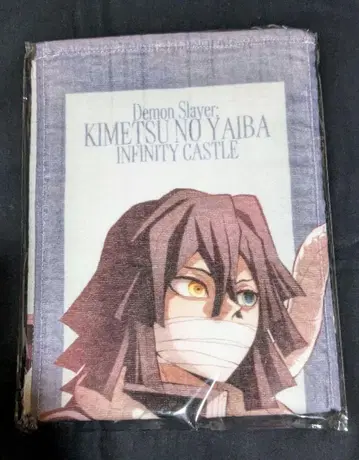 Demon Slayer:
KIMETSU NO YAIBA
INFINITY CASTLE